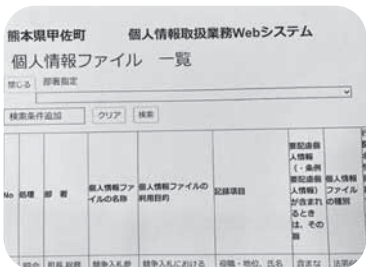 熊本県甲佐町 個人情報取扱業務Webシステム
個人情報ファイル 一覧
閉じる 部署指定
検索条件追加 クリア 検索
No 処理 部 署 個人情報ファイルの名称 個人情報ファイルの利用目的 記録項目 要配慮個人情報(・条例要配慮個人情報)が含まれるときは、その旨 個人情報ファイルの種別
町長 総務 競争入札参 競争入札における 役職・地位、氏名 含まな 法第60